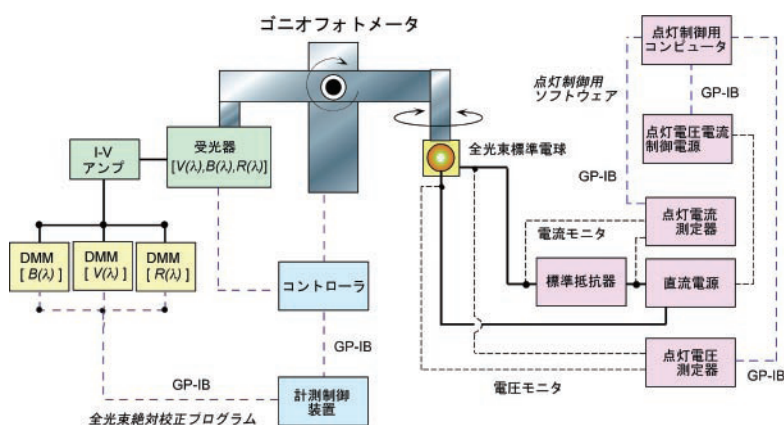 ゴニオフォトメータ
点灯制御用
コンピュータ
点灯制御用
ソフトウェア
GP-IB
I-V
アンプ
受光器
[V(λ),B(λ),R(λ)]
全光束標準電球
点灯電圧電流
制御電源
GP-IB
点灯電流
測定器
電流モニタ
DMM
[ B(λ) ]
DMM
[ V(λ) ]
DMM
[ R(λ) ]
コントローラ
標準抵抗器
直流電源
GP-IB
点灯電圧
測定器
GP-IB
電圧モニタ
GP-IB
計測制御
装置
全光束絶対校正プログラム